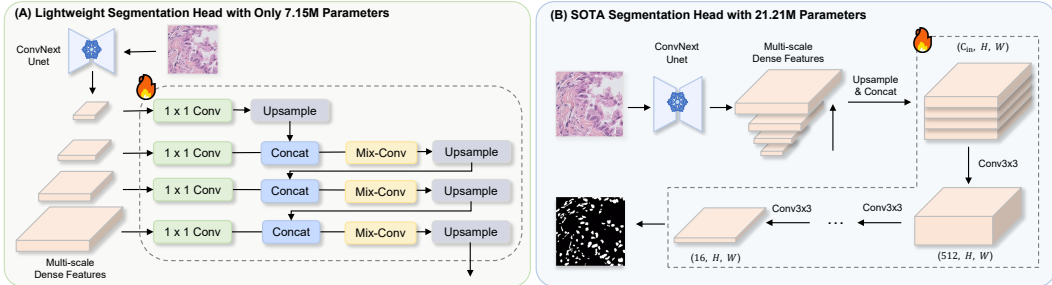 (A) Lightweight Segmentation Head with Only 7.15M Parameters
ConvNext
Unet
1 x 1 Conv
Upsample
1 x 1 Conv
Concat
Mix-Conv
Upsample
1 x 1 Conv
Concat
Mix-Conv
Upsample
1 x 1 Conv
Concat
Mix-Conv
Upsample
Multi-scale
Dense Features
(B) SOTA Segmentation Head with 21.21M Parameters
ConvNext
Unet
Multi-scale
Dense Features
Upsample
& Concat
(C_in, H, W)
Conv3x3
Conv3x3
...
Conv3x3
(16, H, W)
(512, H, W)